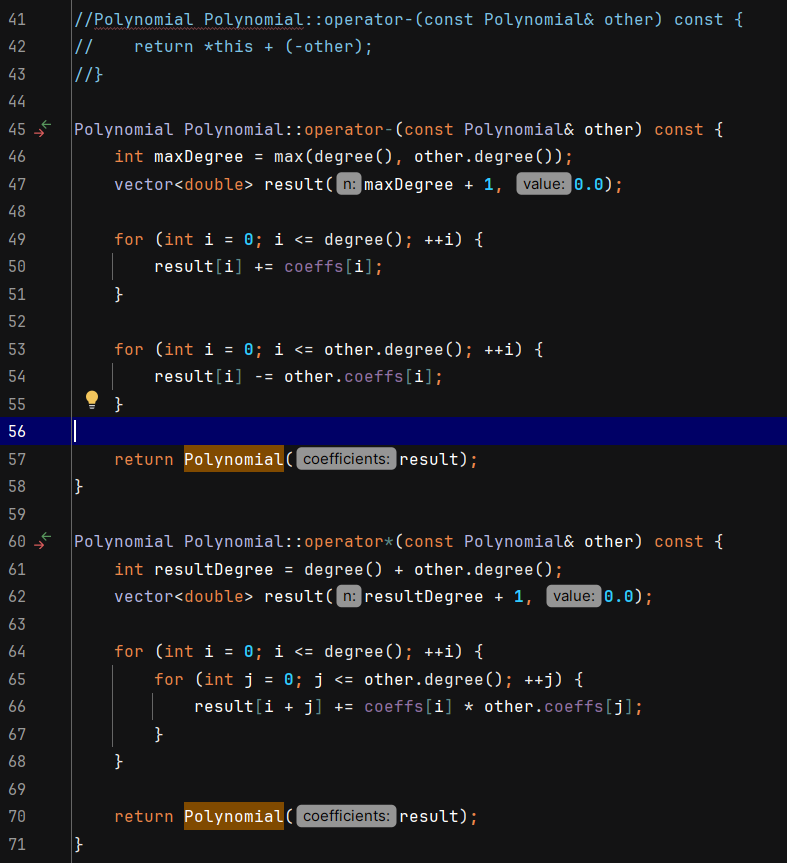 41 //Polynomial Polynomial::operator-(const Polynomial& other) const {
42 //    return *this + (-other);
43 //}
44
45 Polynomial Polynomial::operator-(const Polynomial& other) const {
46     int maxDegree = max(degree(), other.degree());
47     vector<double> result(n: maxDegree + 1, value: 0.0);
48
49     for (int i = 0; i <= degree(); ++i) {
50         result[i] += coeffs[i];
51     }
52
53     for (int i = 0; i <= other.degree(); ++i) {
54         result[i] -= other.coeffs[i];
55     }
56
57     return Polynomial(coefficients: result);
58 }
59
60 Polynomial Polynomial::operator*(const Polynomial& other) const {
61     int resultDegree = degree() + other.degree();
62     vector<double> result(n: resultDegree + 1, value: 0.0);
63
64     for (int i = 0; i <= degree(); ++i) {
65         for (int j = 0; j <= other.degree(); ++j) {
66             result[i + j] += coeffs[i] * other.coeffs[j];
67         }
68     }
69
70     return Polynomial(coefficients: result);
71 }